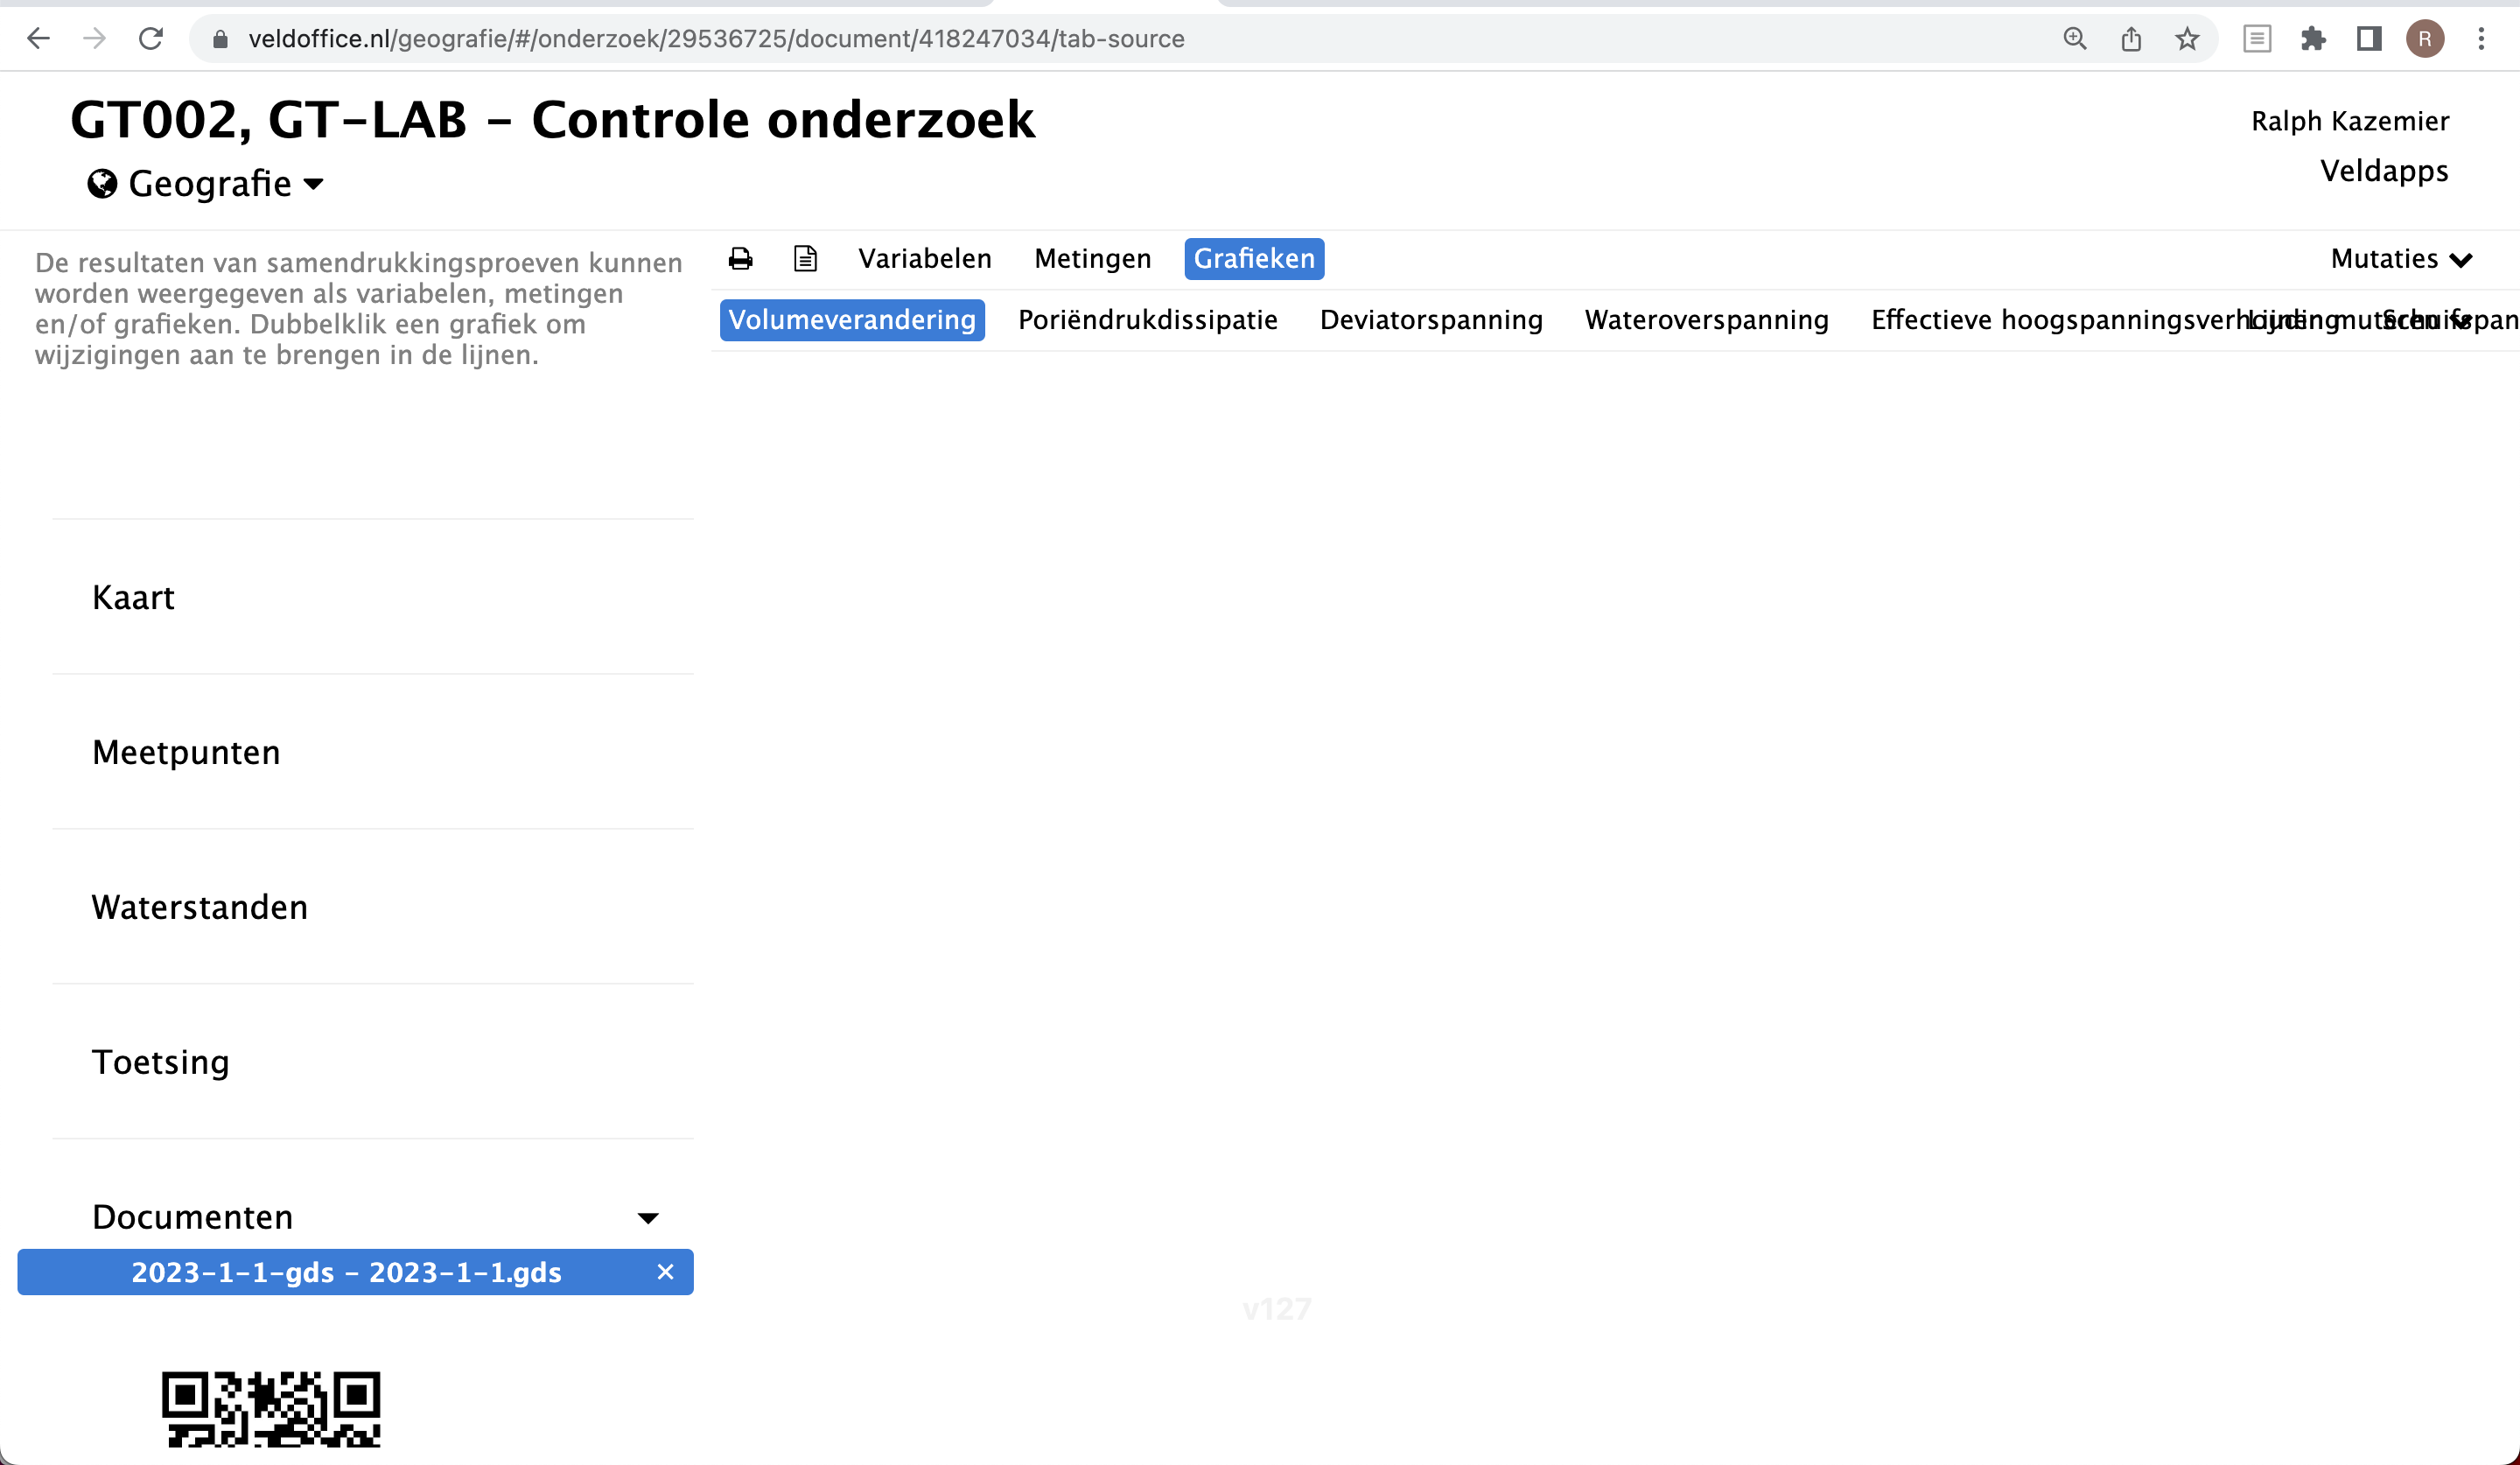 veldoffice.nl/geografie/#/onderzoek/29536725/document/418247034/tab-source
R
GT002, GT-LAB - Controle onderzoek
Ralph Kazemier
Geografie
Veldapps
De resultaten van samendrukkingsproeven kunnen
worden weergegeven als variabelen, metingen
en/of grafieken. Dubbelklik een grafiek om
wijzigingen aan te brengen in de lijnen.
Variabelen Metingen Grafieken Mutaties
Volumeverandering Poriëndrukdissipatie Deviatorspanning Wateroverspanning Effectieve hoogspanningsverhouding
Kaart
Meetpunten
Waterstanden
Toetsing
Documenten
2023-1-1-gds - 2023-1-1.gds
v127